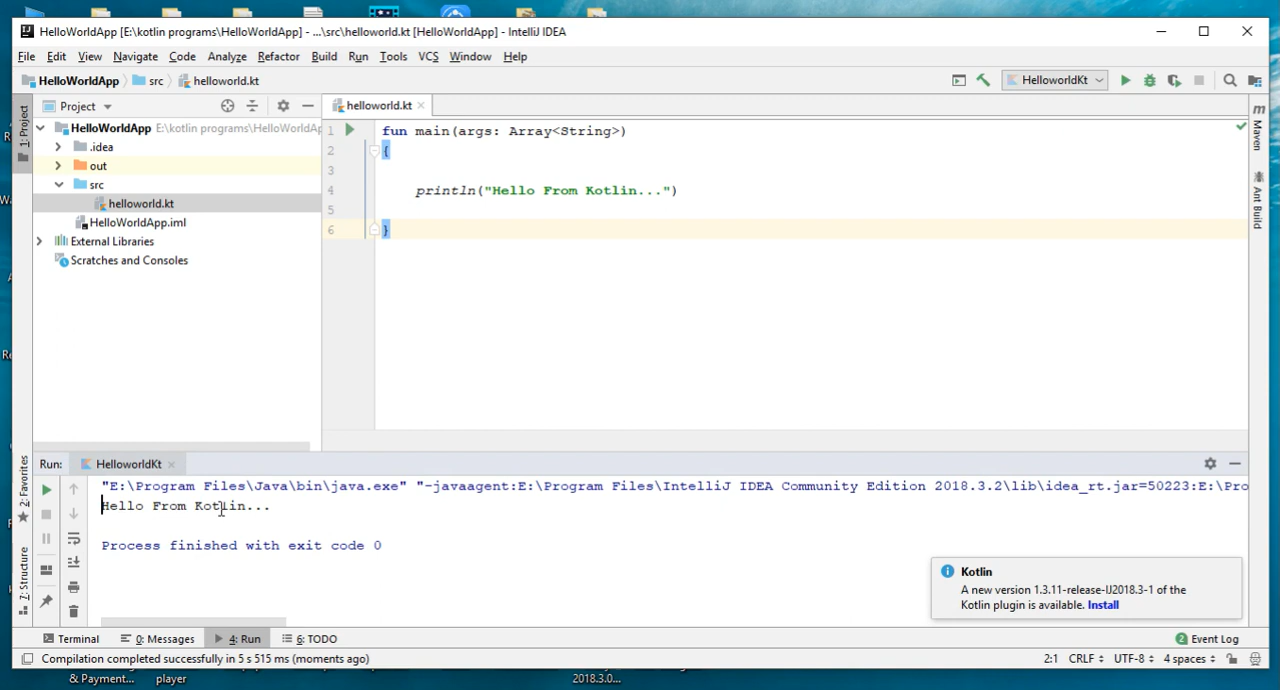 HelloWorldApp [E:\kotlin programs\HelloWorldApp] - ...\src\helloworld.kt [HelloWorldApp] - IntelliJ IDEA
File Edit View Navigate Code Analyze Refactor Build Run Tools VCS Window Help
HelloWorldApp src helloworld.kt HelloworldKt
Project helloworld.kt
1: Project
HelloWorldApp E:\kotlin programs\HelloWorldAp
.idea
out
src
helloworld.kt
HelloWorldApp.iml
External Libraries
Scratches and Consoles
1 fun main(args: Array<String>)
2 {
3
4 println("Hello From Kotlin...")
5
6 }
Maven
Ant Build
Run: HelloworldKt
"E:\Program Files\Java\bin\java.exe" "-javaagent:E:\Program Files\IntelliJ IDEA Community Edition 2018.3.2\lib\idea_rt.jar=50223:E:\Pro
Hello From Kotlin...
Process finished with exit code 0
2: Favorites
7: Structure
Kotlin
A new version 1.3.11-release-IJ2018.3-1 of the
Kotlin plugin is available. Install
Terminal 0: Messages 4: Run 6: TODO 2 Event Log
Compilation completed successfully in 5 s 515 ms (moments ago) 2:1 CRLF UTF-8 4 spaces
& Payment... player 2018.3.0...